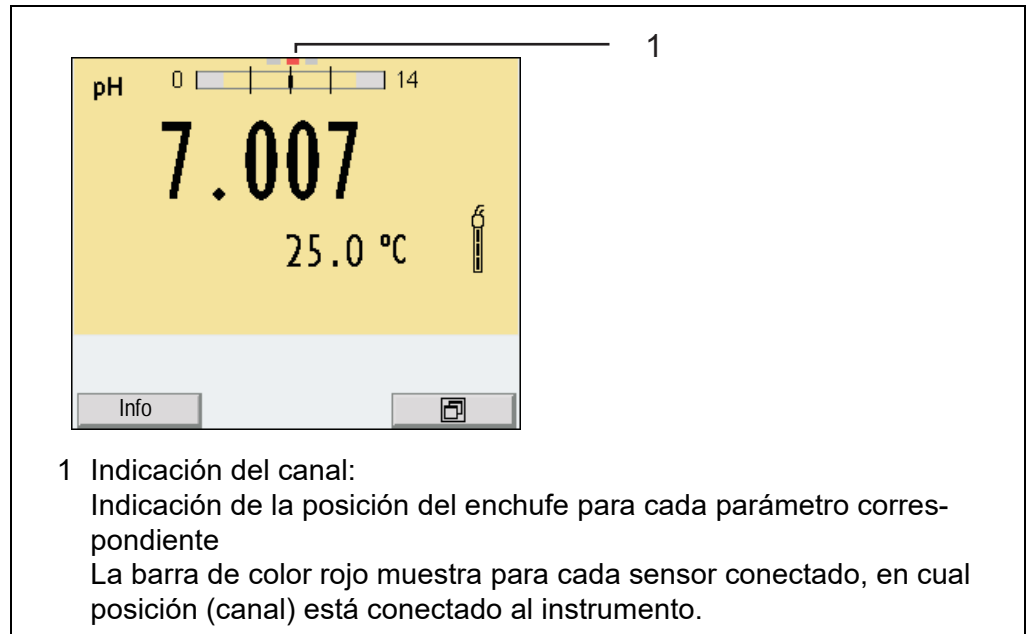 1
pH 0 14
7.007
25.0 °C
Info
1 Indicación del canal:
Indicación de la posición del enchufe para cada parámetro corres-
pondiente
La barra de color rojo muestra para cada sensor conectado, en cual
posición (canal) está conectado al instrumento.